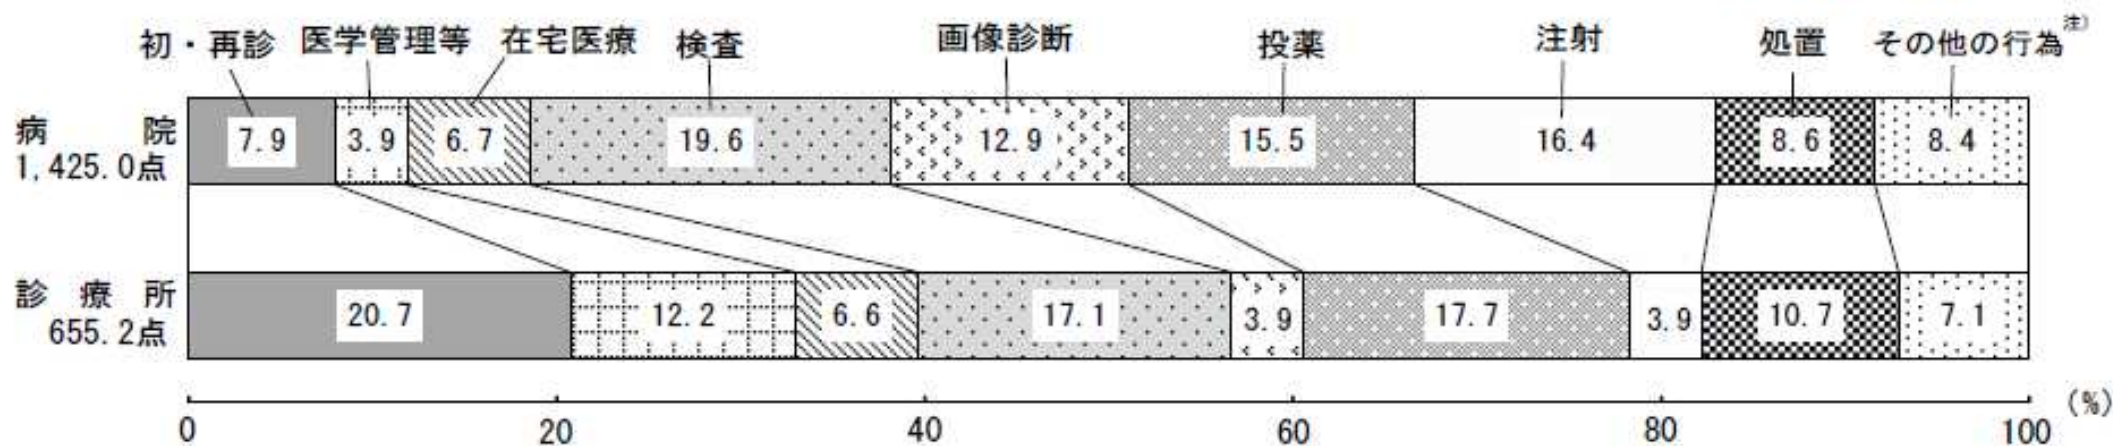 初・再診 医学管理等 在宅医療 検査 画像診断 投薬 注射 処置 その他の行為注)
病院
1,425.0点
7.9 3.9 6.7 19.6 12.9 15.5 16.4 8.6 8.4
診療所
655.2点
20.7 12.2 6.6 17.1 3.9 17.7 3.9 10.7 7.1
0 20 40 60 80 100 (%)